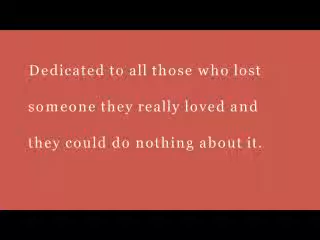 Dedicated to all those who lost
someone they really loved and
they could do nothing about it.